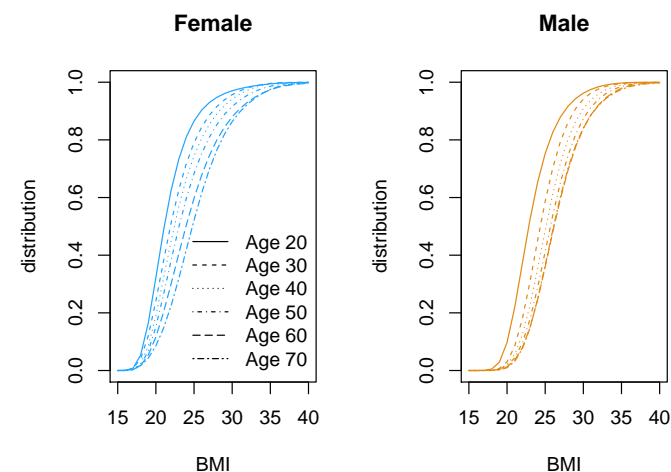 Female
distribution
0.0 0.2 0.4 0.6 0.8 1.0
Age 20
Age 30
Age 40
Age 50
Age 60
Age 70
15 20 25 30 35 40
BMI
Male
distribution
0.0 0.2 0.4 0.6 0.8 1.0
15 20 25 30 35 40
BMI